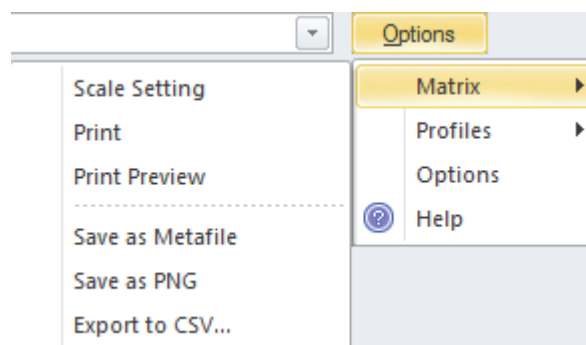 Options
Scale Setting
Print
Print Preview
Save as Metafile
Save as PNG
Export to CSV...
Matrix
Profiles
Options
Help